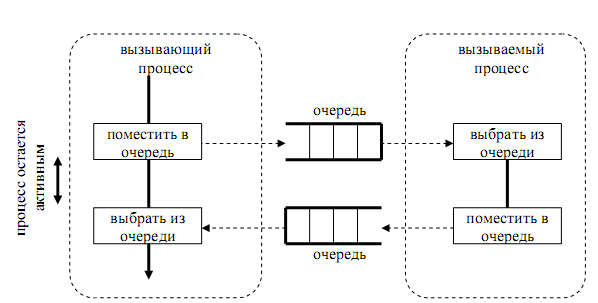 вызывающий
процесс
вызываемый
процесс
очередь
поместить в
очередь
выбрать из
очереди
процесс остается
активным
выбрать из
очереди
поместить в
очередь
очередь